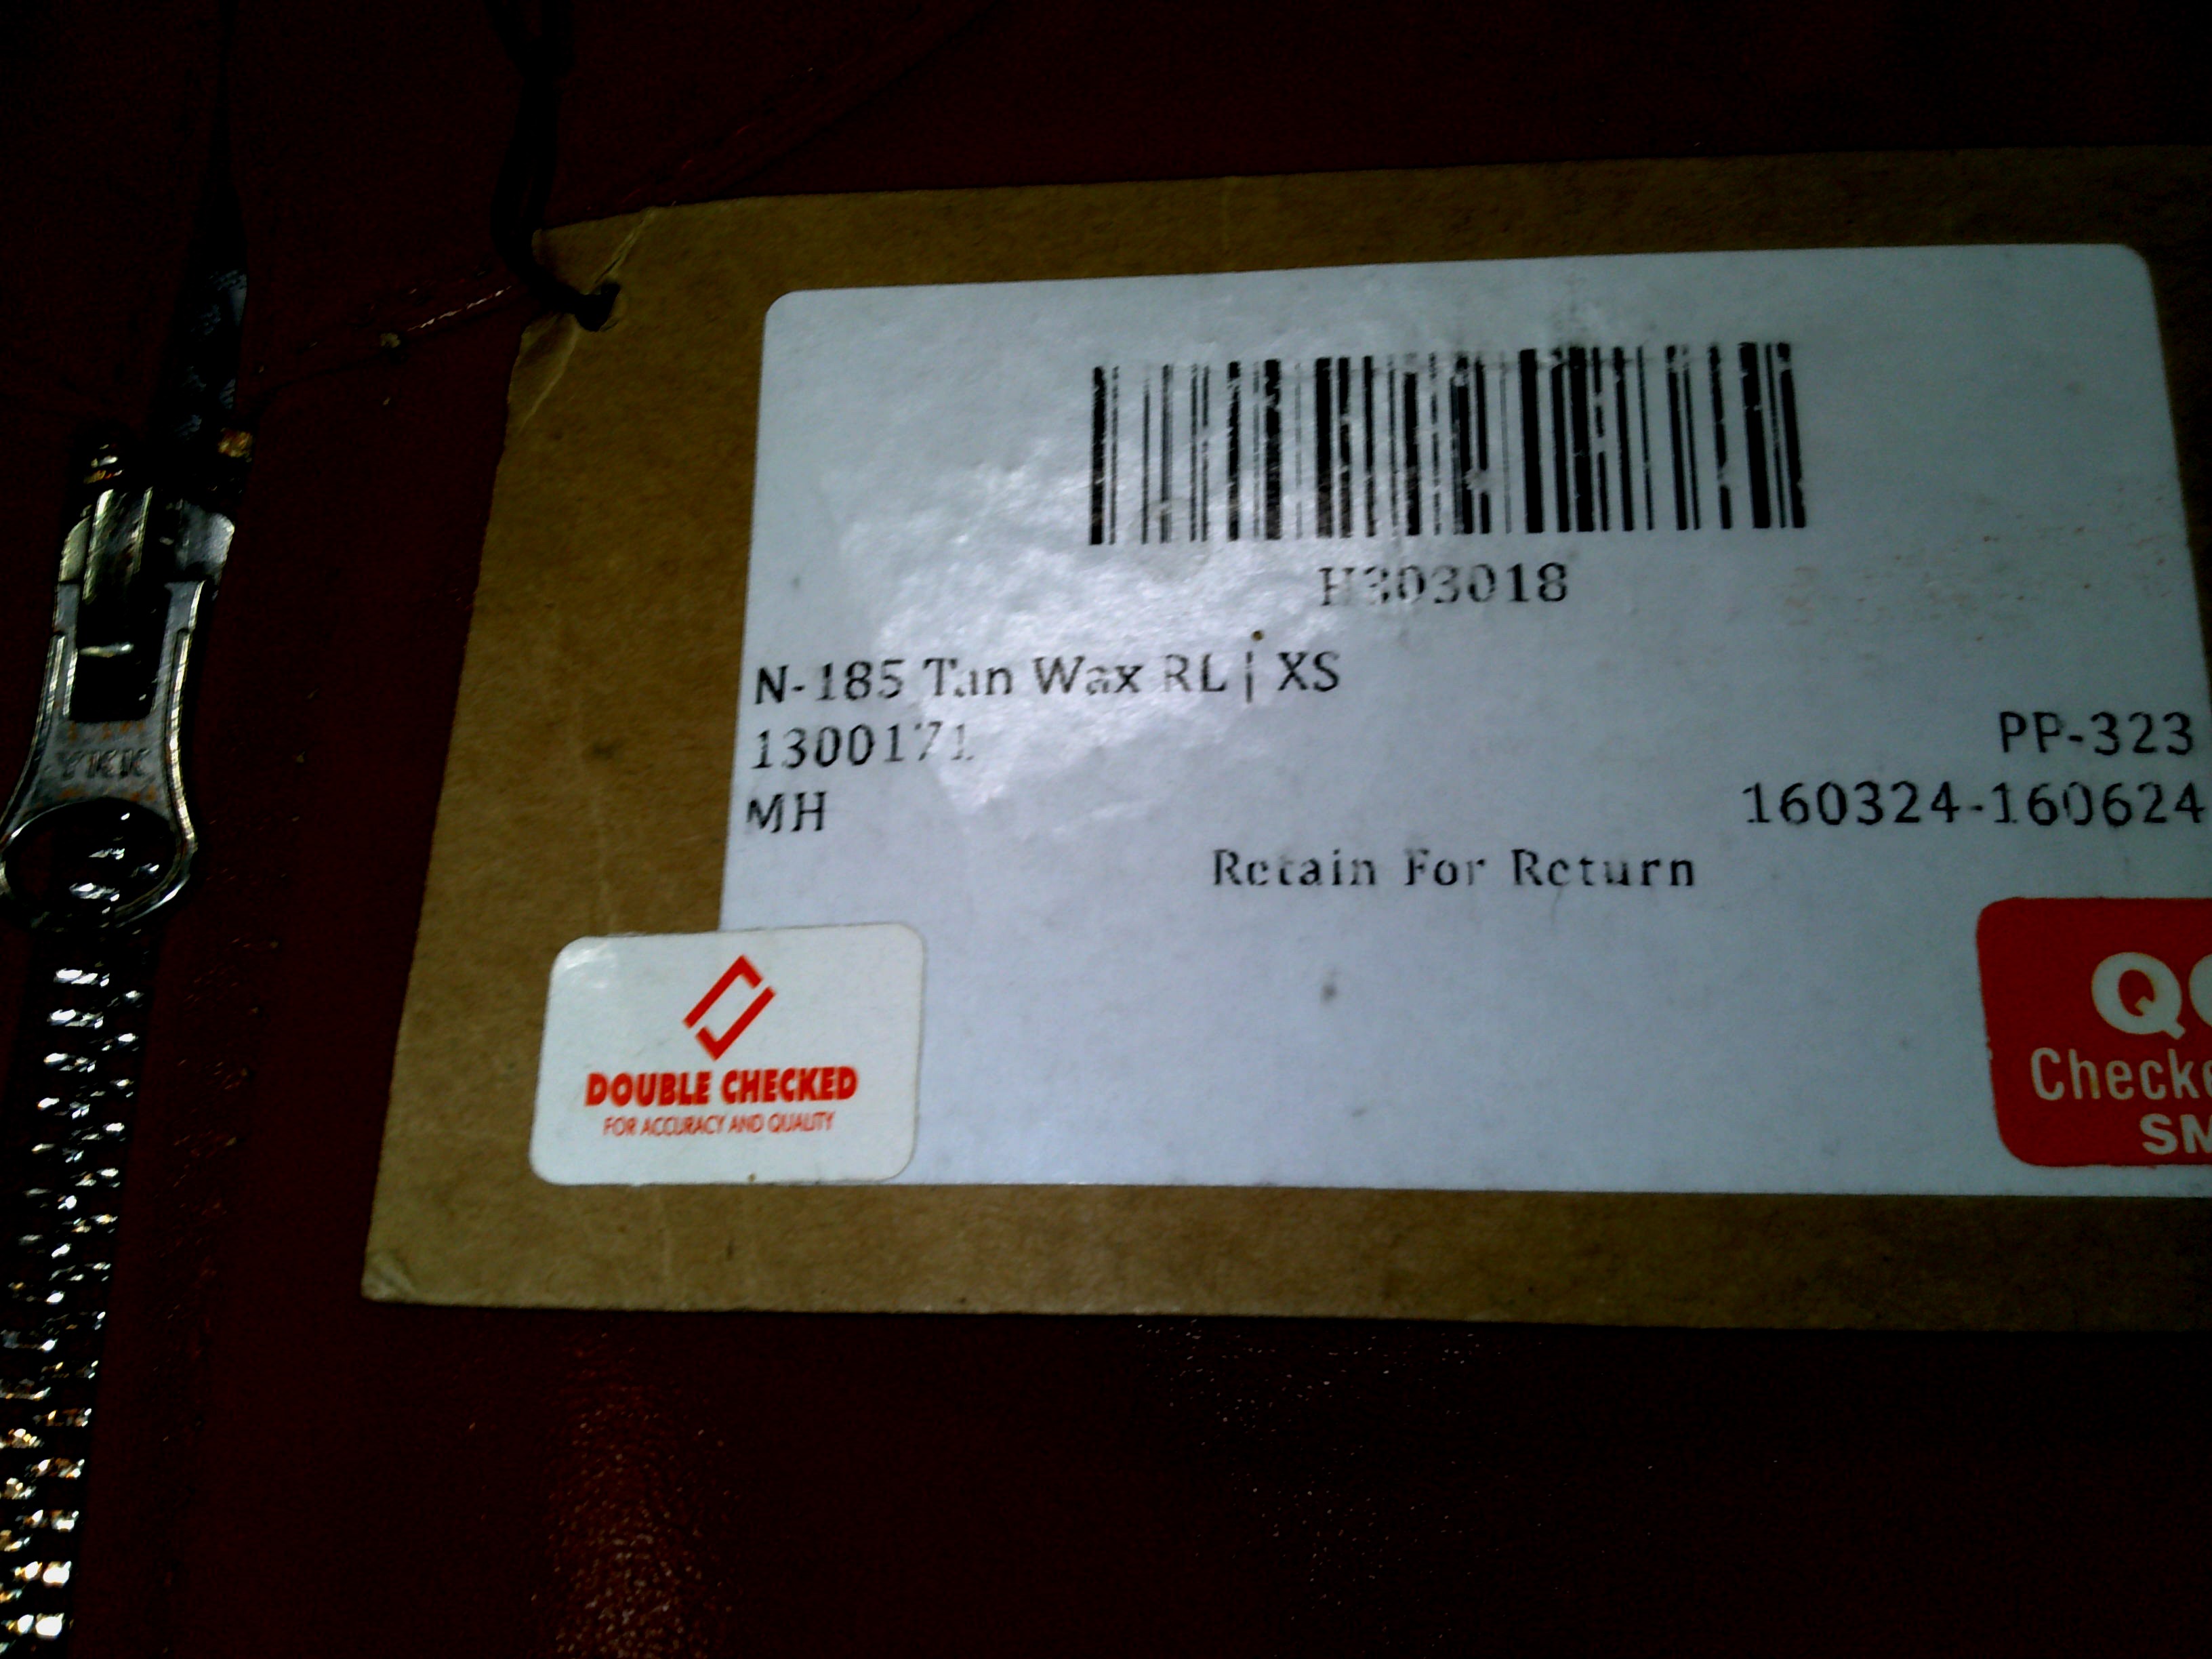 H303018
N-185 Tan Wax RL | XS
1300171
PP-323
MH
160324-160624
Retain For Return
DOUBLE CHECKED
FOR ACCURACY AND QUALITY
YKK